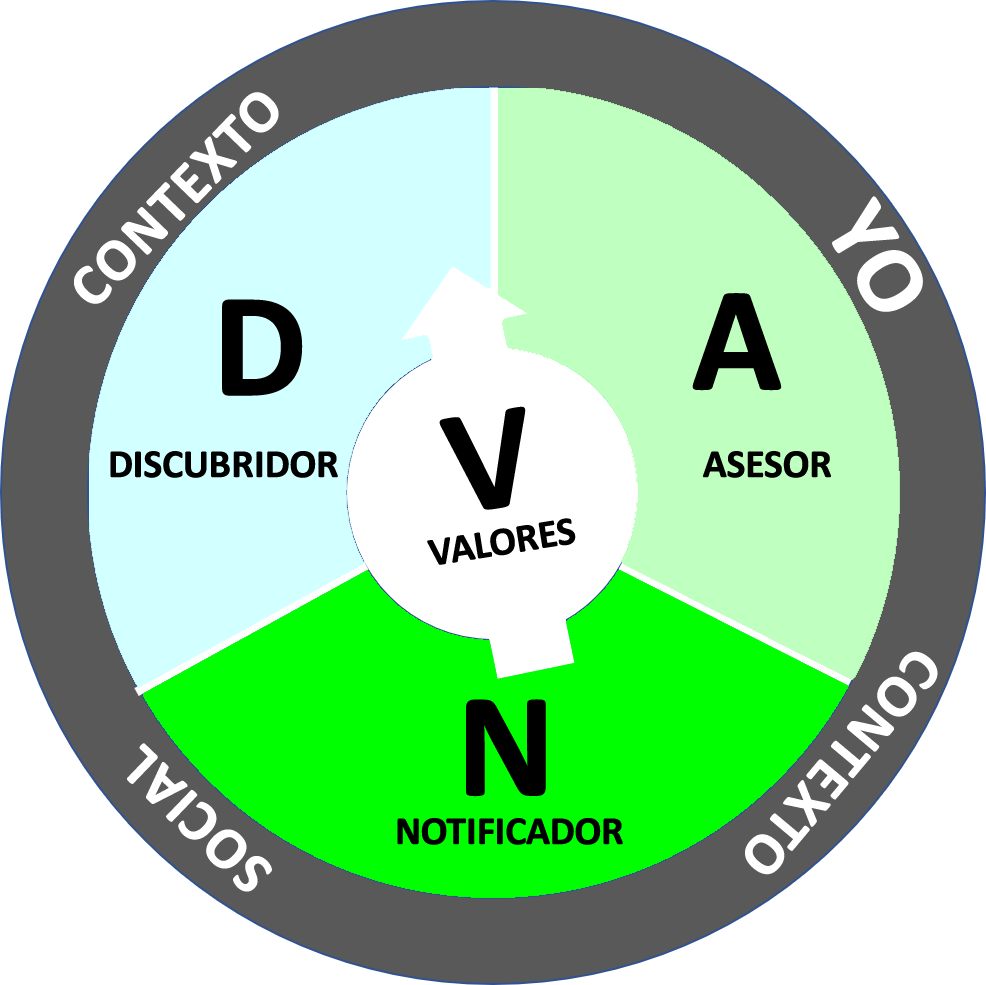 CONTEXTO
YO
D
DISCUBRIDOR
A
ASESOR
V
VALORES
N
NOTIFICADOR
SOCIAL
CONTEXTO